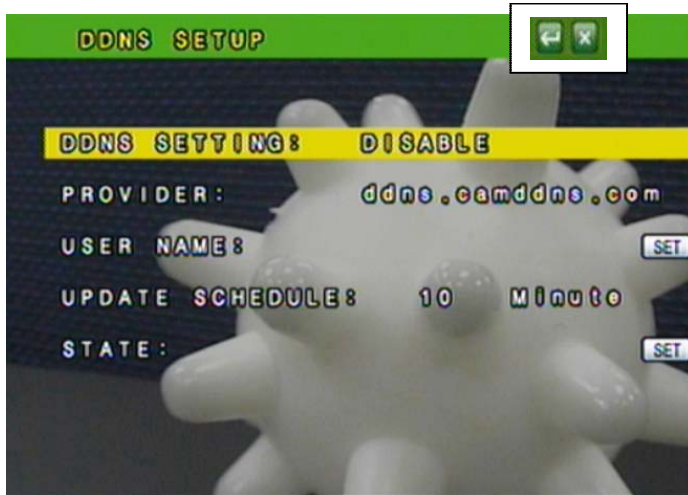 DDNS SETUP
DDNS SETTING: DISABLE
PROVIDER: ddns.camddns.com
USER NAME: SET
UPDATE SCHEDULE: 10 Minute
STATE: SET